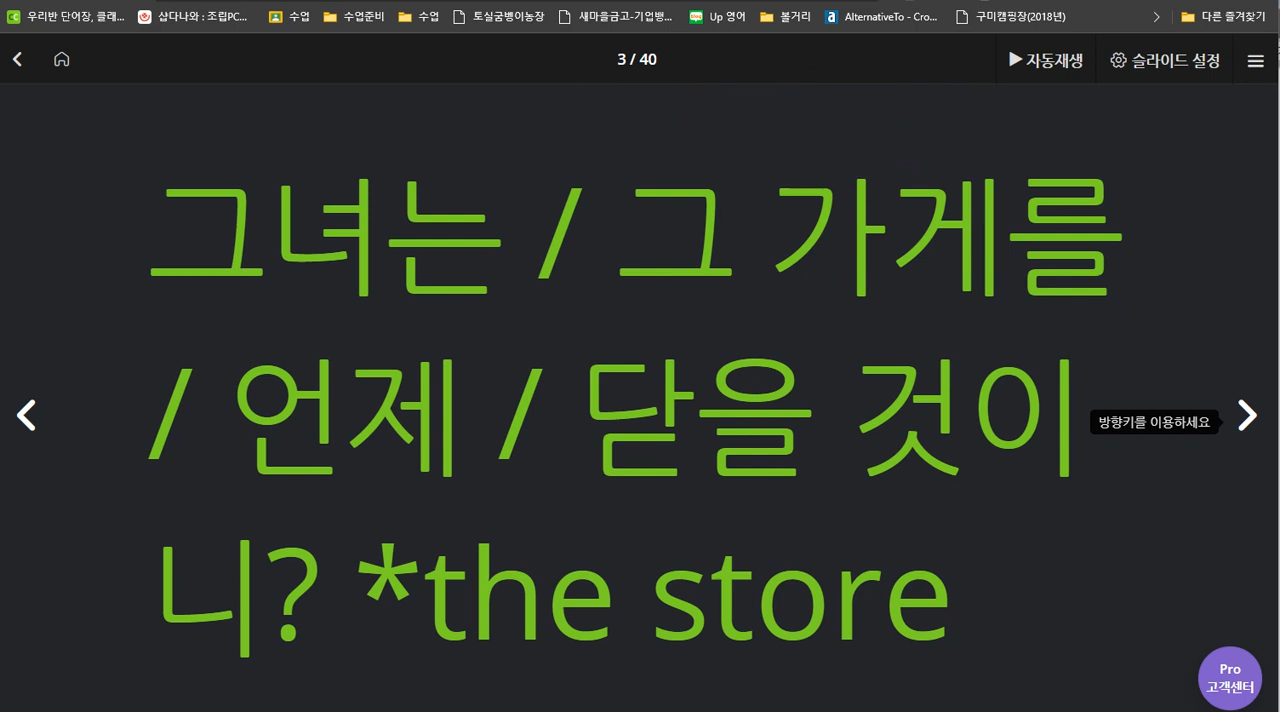 우리반 단어장, 클래... 샵다나와 : 조립PC... 수업 수업준비 수업 토실굼벵이농장 새마을금고-기업뱅... Up 영어 볼거리 AlternativeTo - Cro... 구미캠핑장(2018년) 다른 즐겨찾기
3 / 40 자동재생 슬라이드 설정
그녀는 / 그 가게를
/ 언제 / 닫을 것이
방향키를 이용하세요
니? *the store
Pro
고객센터